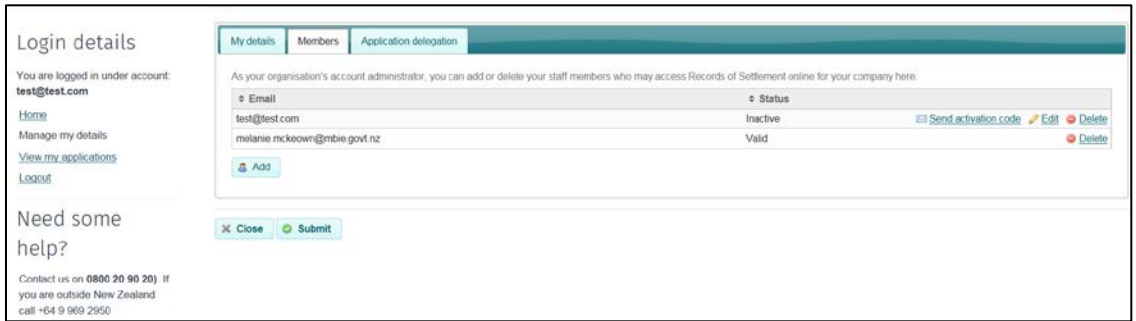 Login details
You are logged in under account:
test@test.com
Home
Manage my details
View my applications
Logout
Need some
help?
Contact us on 0800 20 90 20). If
you are outside New Zealand
call +64 9 969 2950
My details Members Application delegation
As your organisation's account administrator, you can add or delete your staff members who may access Records of Settlement online for your company here.
Email Status
test@test.com Inactive Send activation code Edit Delete
melanie.mckeown@mbie.govt.nz Valid Delete
Add
Close Submit